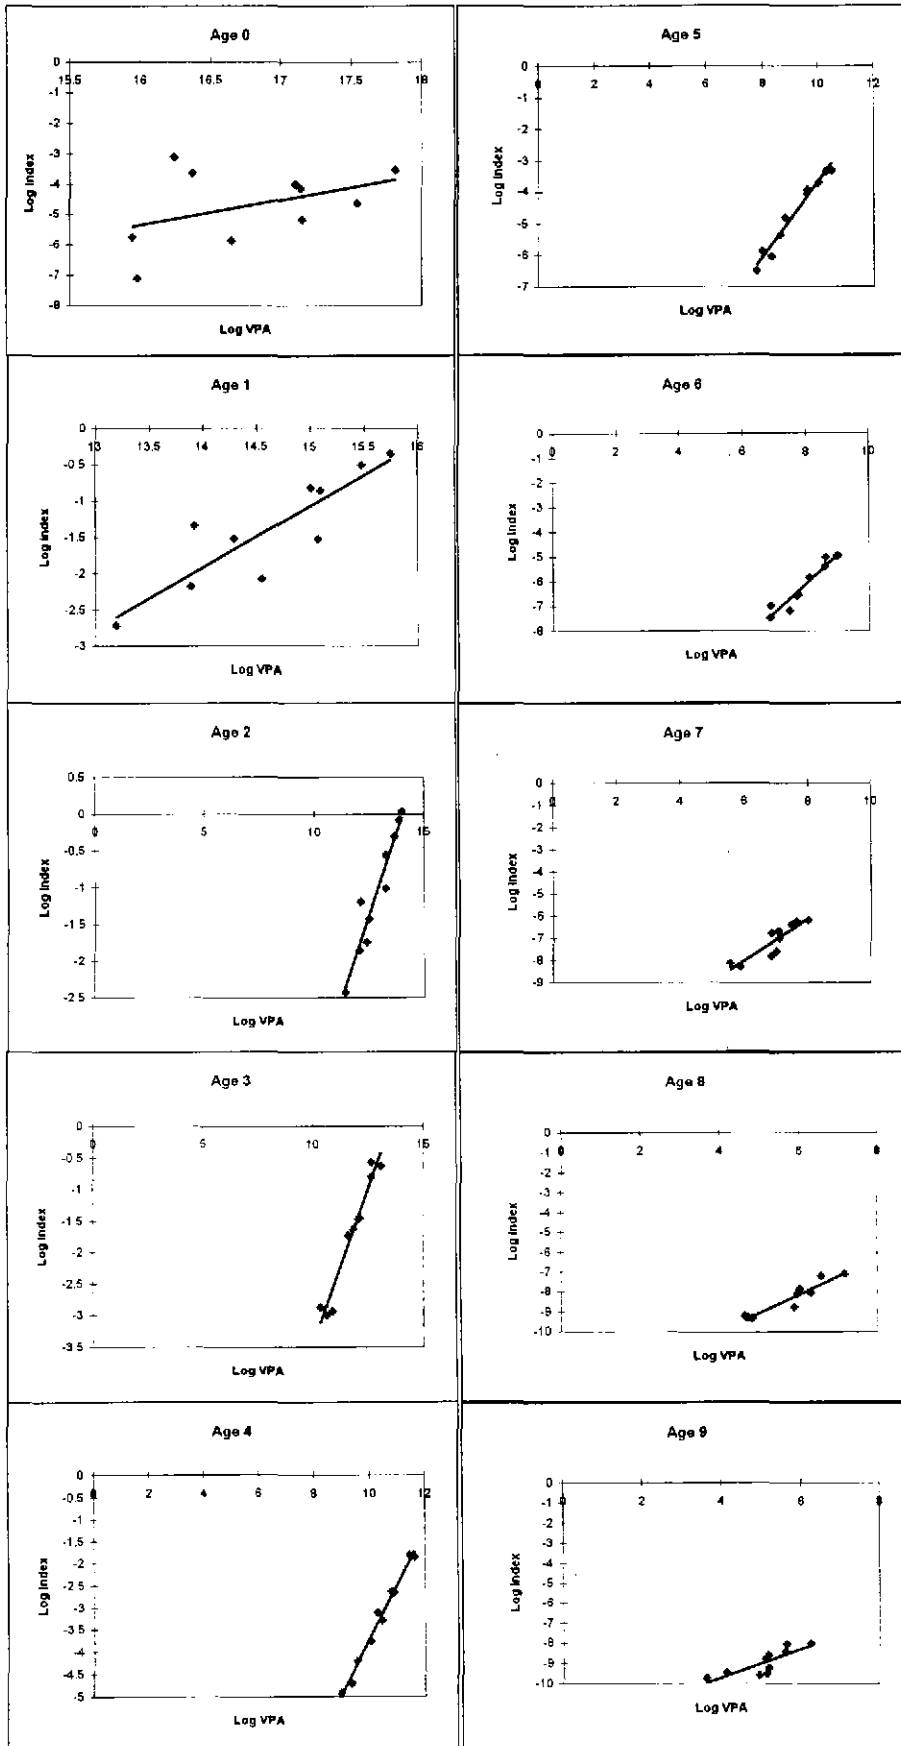 Age 0
0
15.5 16 16.5 17 17.5 18
-1
-2
-3
-4
-5
-6
-7
-8
Log Index
Log VPA
Age 1
0
13 13.5 14 14.5 15 15.5 16
-0.5
-1
-1.5
-2
-2.5
-3
Log Index
Log VPA
Age 2
0.5
0
0 5 10 15
-0.5
-1
-1.5
-2
-2.5
Log Index
Log VPA
Age 3
0
0 5 10 15
-0.5
-1
-1.5
-2
-2.5
-3
-3.5
Log Index
Log VPA
Age 4
0
0 2 4 6 8 10 12
-0.5
-1
-1.5
-2
-2.5
-3
-3.5
-4
-4.5
-5
Log Index
Log VPA
Age 5
0
0 2 4 6 8 10 12
-1
-2
-3
-4
-5
-6
-7
Log Index
Log VPA
Age 6
0
0 2 4 6 8 10
-1
-2
-3
-4
-5
-6
-7
-8
Log Index
Log VPA
Age 7
0
0 2 4 6 8 10
-1
-2
-3
-4
-5
-6
-7
-8
-9
Log Index
Log VPA
Age 8
0
0 2 4 6 8
-1
-2
-3
-4
-5
-6
-7
-8
-9
-10
Log Index
Log VPA
Age 9
0
0 2 4 6 8
-1
-2
-3
-4
-5
-6
-7
-8
-9
-10
Log Index
Log VPA